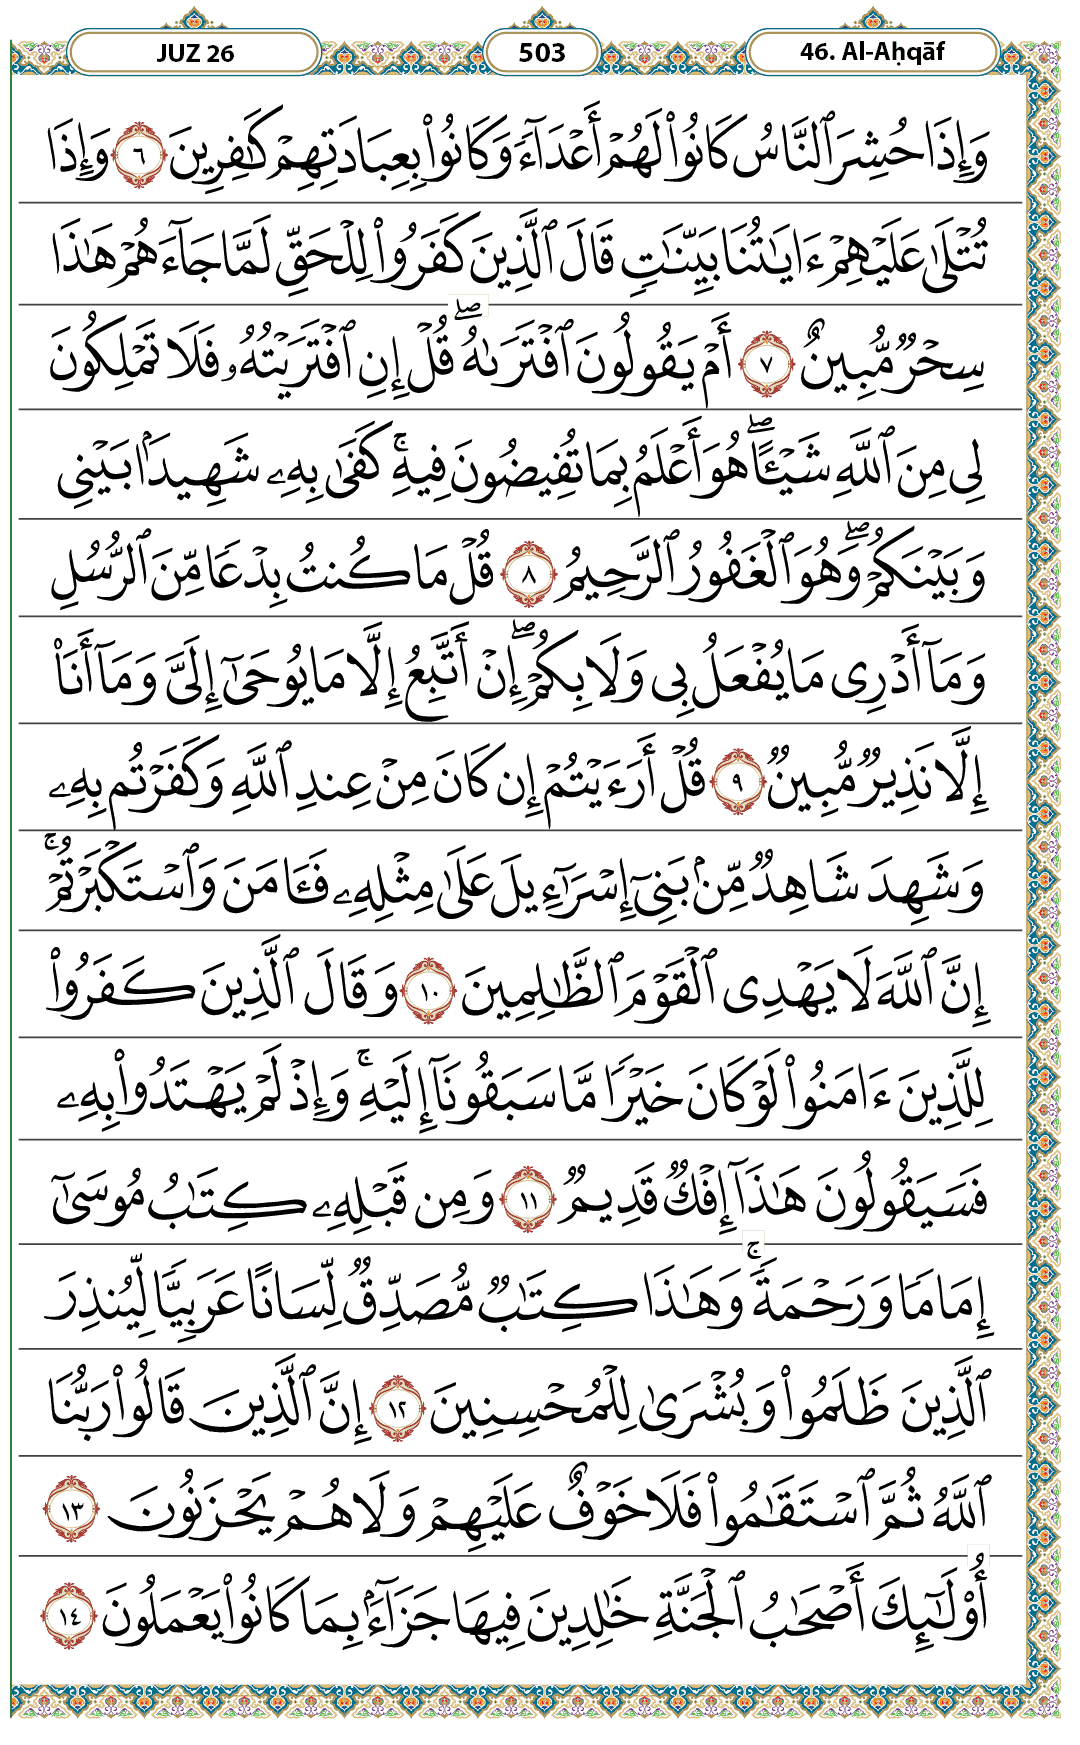 JUZ 26 503 46. Al-Aḥqāf
وَإِذَا حُشِرَ ٱلنَّاسُ كَانُوا۟ لَهُمْ أَعْدَآءً وَكَانُوا۟ بِعِبَادَتِهِمْ كَـٰفِرِينَ ٦ وَإِذَا
تُتْلَىٰ عَلَيْهِمْ ءَايَـٰتُنَا بَيِّنَـٰتٍ قَالَ ٱلَّذِينَ كَفَرُوا۟ لِلْحَقِّ لَمَّا جَآءَهُمْ هَـٰذَا
سِحْرٌ مُّبِينٌ ٧ أَمْ يَقُولُونَ ٱفْتَرَىٰهُ ۖ قُلْ إِنِ ٱفْتَرَيْتُهُۥ فَلَا تَمْلِكُونَ
لِى مِنَ ٱللَّهِ شَيْـًٔا ۖ هُوَ أَعْلَمُ بِمَا تُفِيضُونَ فِيهِ ۚ كَفَىٰ بِهِۦ شَهِيدًۢا بَيْنِى
وَبَيْنَكُمْ ۖ وَهُوَ ٱلْغَفُورُ ٱلرَّحِيمُ ٨ قُلْ مَا كُنتُ بِدْعًا مِّنَ ٱلرُّسُلِ
وَمَآ أَدْرِى مَا يُفْعَلُ بِى وَلَا بِكُمْ ۖ إِنْ أَتَّبِعُ إِلَّا مَا يُوحَىٰٓ إِلَىَّ وَمَآ أَنَا۠
إِلَّا نَذِيرٌ مُّبِينٌ ٩ قُلْ أَرَءَيْتُمْ إِن كَانَ مِنْ عِندِ ٱللَّهِ وَكَفَرْتُم بِهِۦ
وَشَهِدَ شَاهِدٌ مِّنۢ بَنِىٓ إِسْرَٰٓءِيلَ عَلَىٰ مِثْلِهِۦ فَـَٔامَنَ وَٱسْتَكْبَرْتُمْ ۚ
إِنَّ ٱللَّهَ لَا يَهْدِى ٱلْقَوْمَ ٱلظَّـٰلِمِينَ ١٠ وَقَالَ ٱلَّذِينَ كَفَرُوا۟
لِلَّذِينَ ءَامَنُوا۟ لَوْ كَانَ خَيْرًا مَّا سَبَقُونَآ إِلَيْهِ ۚ وَإِذْ لَمْ يَهْتَدُوا۟ بِهِۦ
فَسَيَقُولُونَ هَـٰذَآ إِفْكٌ قَدِيمٌ ١١ وَمِن قَبْلِهِۦ كِتَـٰبُ مُوسَىٰٓ
إِمَامًا وَرَحْمَةً ۚ وَهَـٰذَا كِتَـٰبٌ مُّصَدِّقٌ لِّسَانًا عَرَبِيًّا لِّيُنذِرَ
ٱلَّذِينَ ظَلَمُوا۟ وَبُشْرَىٰ لِلْمُحْسِنِينَ ١٢ إِنَّ ٱلَّذِينَ قَالُوا۟ رَبُّنَا
ٱللَّهُ ثُمَّ ٱسْتَقَـٰمُوا۟ فَلَا خَوْفٌ عَلَيْهِمْ وَلَا هُمْ يَحْزَنُونَ ١٣
أُو۟لَـٰٓئِكَ أَصْحَـٰبُ ٱلْجَنَّةِ خَـٰلِدِينَ فِيهَا جَزَآءًۢ بِمَا كَانُوا۟ يَعْمَلُونَ ١٤